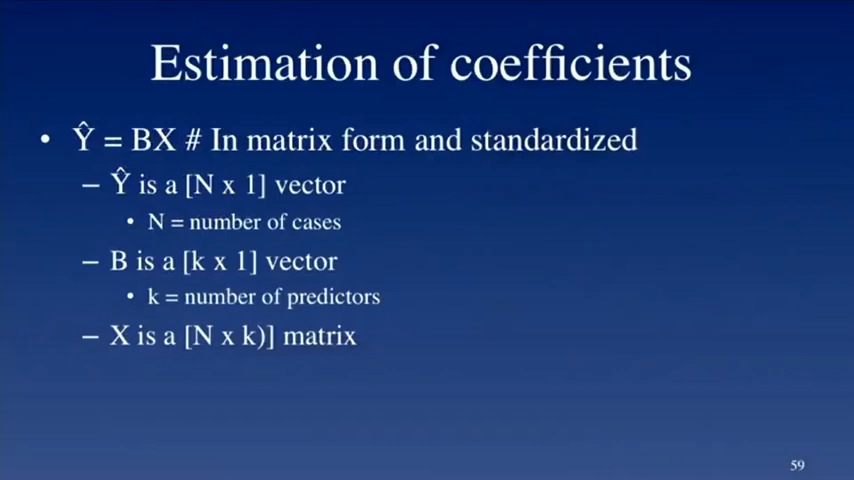 Estimation of coefficients
• Ŷ = BX # In matrix form and standardized
– Ŷ is a [N x 1] vector
• N = number of cases
– B is a [k x 1] vector
• k = number of predictors
– X is a [N x k)] matrix
59